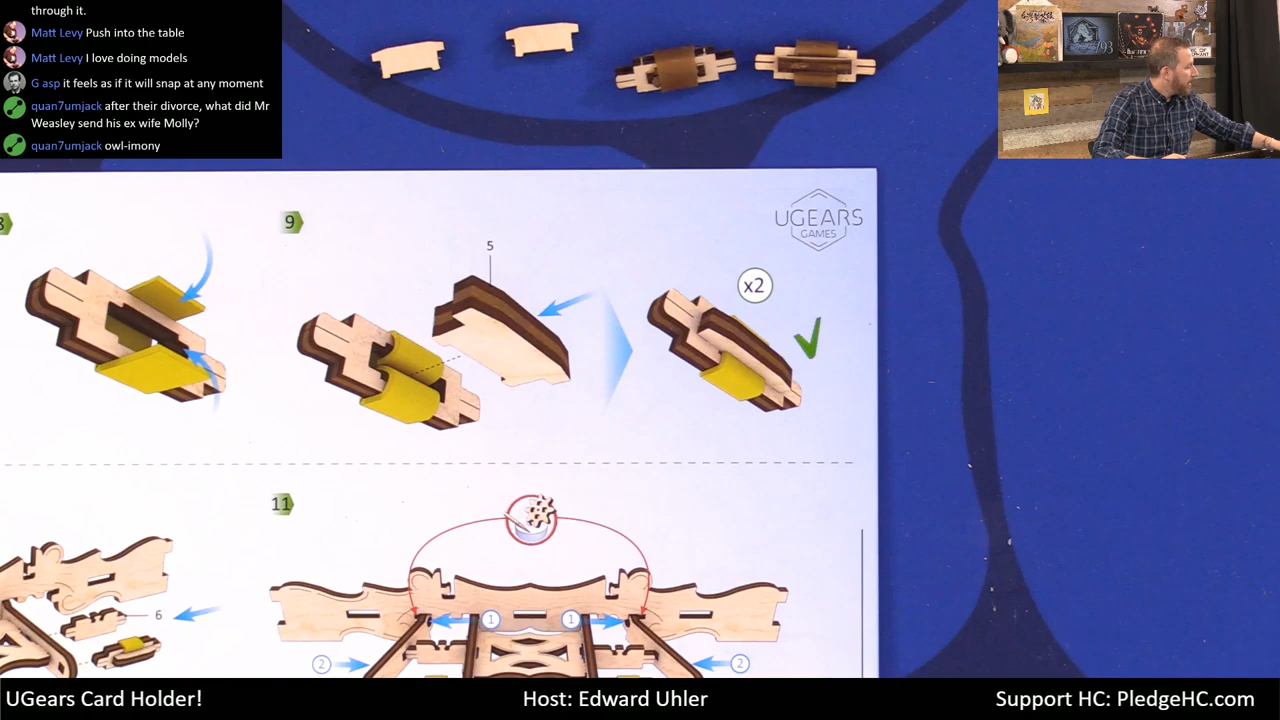 through it.
Matt Levy Push into the table
Matt Levy I love doing models
G asp it feels as if it will snap at any moment
quan7umjack after their divorce, what did Mr
Weasley send his ex wife Molly?
quan7umjack owl-imony
93
8
9
UGEARS
GAMES
5
x2
11
6
1
1
2
2
UGears Card Holder!
Host: Edward Uhler
Support HC: PledgeHC.com